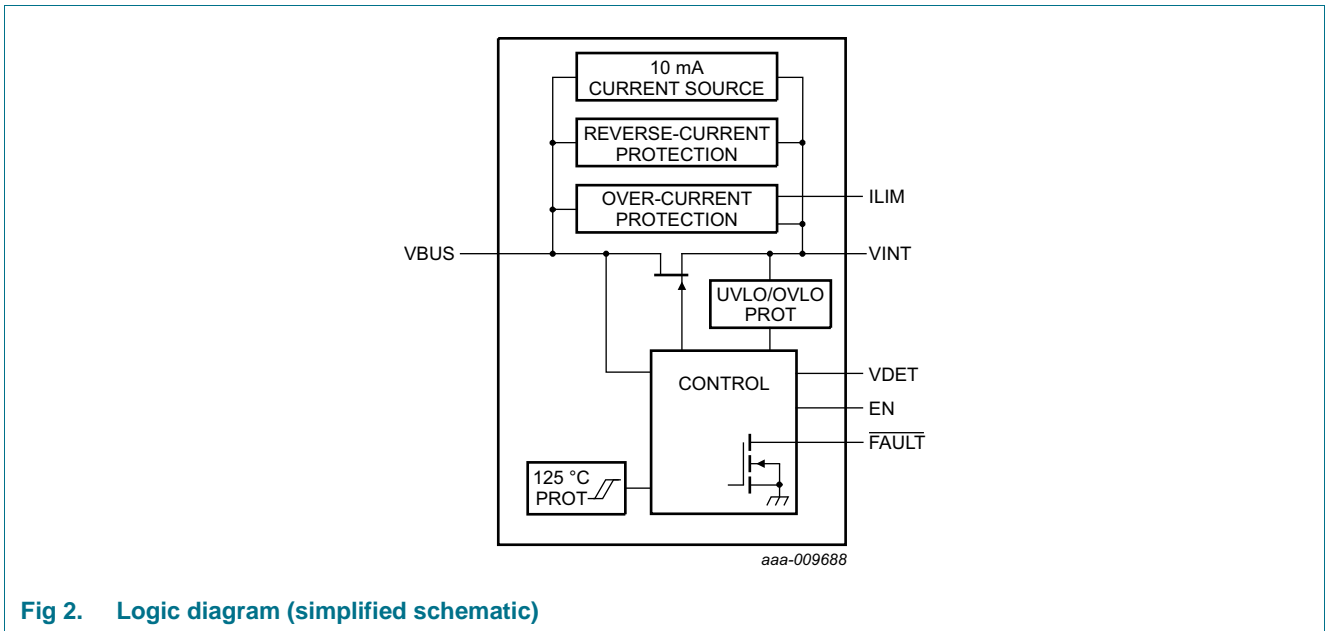 10 mA
CURRENT SOURCE
REVERSE-CURRENT
PROTECTION
OVER-CURRENT
PROTECTION
ILIM
VBUS
VINT
UVLO/OVLO
PROT
CONTROL
VDET
EN
FAULT
125 °C
PROT
aaa-009688
Fig 2. Logic diagram (simplified schematic)